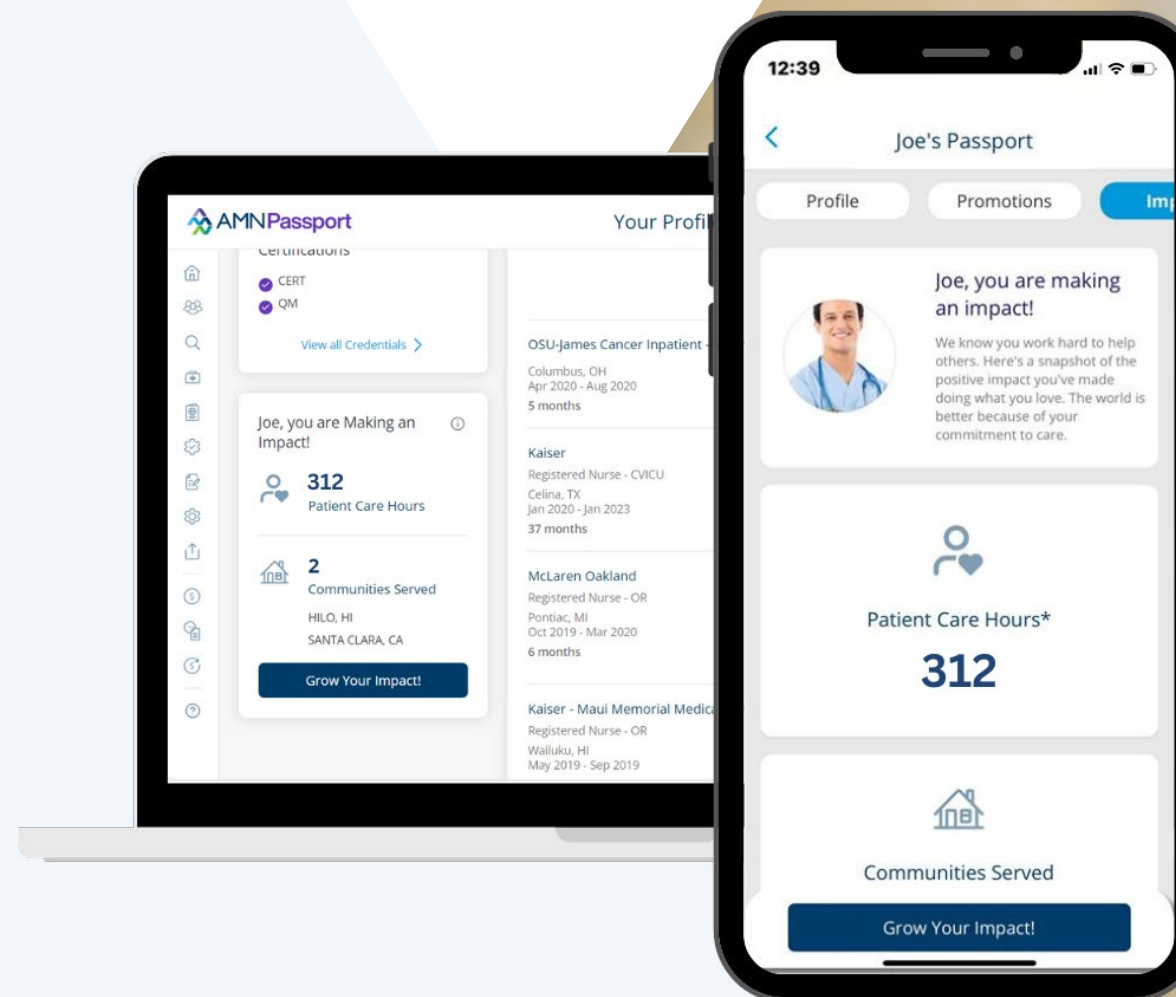 AMN Passport
Your Profil
Certifications
CERT
QM
View all Credentials
Joe, you are Making an
Impact!
312
Patient Care Hours
2
Communities Served
HILO, HI
SANTA CLARA, CA
Grow Your Impact!
OSU-James Cancer Inpatient -
Columbus, OH
Apr 2020 - Aug 2020
5 months
Kaiser
Registered Nurse - CVICU
Celina, TX
Jan 2020 - Jan 2023
37 months
McLaren Oakland
Registered Nurse - OR
Pontiac, MI
Oct 2019 - Mar 2020
6 months
Kaiser - Maui Memorial Medica
Registered Nurse - OR
Wailuku, HI
May 2019 - Sep 2019
12:39
Joe's Passport
Profile
Promotions
Imp
Joe, you are making
an impact!
We know you work hard to help
others. Here's a snapshot of the
positive impact you've made
doing what you love. The world is
better because of your
commitment to care.
Patient Care Hours*
312
Communities Served
Grow Your Impact!